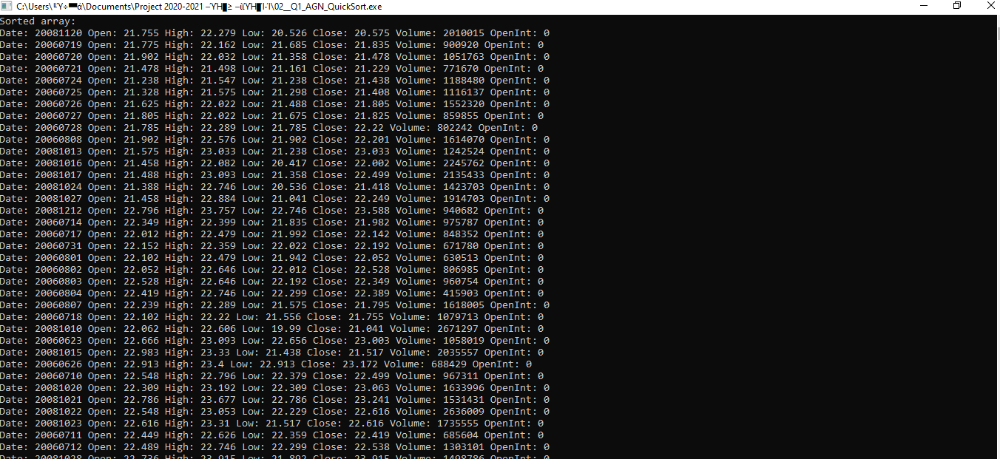 C:\Users\ \Documents\Project 2020-2021 \02__Q1_AGN_QuickSort.exe
Sorted array:
Date: 20081120 Open: 21.755 High: 22.279 Low: 20.526 Close: 20.575 Volume: 2010015 OpenInt: 0
Date: 20060719 Open: 21.775 High: 22.162 Low: 21.685 Close: 21.835 Volume: 900920 OpenInt: 0
Date: 20060720 Open: 21.902 High: 22.032 Low: 21.358 Close: 21.478 Volume: 1051763 OpenInt: 0
Date: 20060721 Open: 21.478 High: 21.498 Low: 21.161 Close: 21.229 Volume: 771670 OpenInt: 0
Date: 20060724 Open: 21.238 High: 21.547 Low: 21.238 Close: 21.438 Volume: 1188480 OpenInt: 0
Date: 20060725 Open: 21.328 High: 21.575 Low: 21.298 Close: 21.408 Volume: 1116137 OpenInt: 0
Date: 20060726 Open: 21.625 High: 22.022 Low: 21.488 Close: 21.805 Volume: 1552320 OpenInt: 0
Date: 20060727 Open: 21.805 High: 22.022 Low: 21.675 Close: 21.825 Volume: 859855 OpenInt: 0
Date: 20060728 Open: 21.785 High: 22.289 Low: 21.785 Close: 22.22 Volume: 802242 OpenInt: 0
Date: 20060808 Open: 21.902 High: 22.576 Low: 21.902 Close: 22.201 Volume: 1614070 OpenInt: 0
Date: 20081013 Open: 21.575 High: 23.033 Low: 21.238 Close: 23.033 Volume: 1242524 OpenInt: 0
Date: 20081016 Open: 21.458 High: 22.082 Low: 20.417 Close: 22.002 Volume: 2245762 OpenInt: 0
Date: 20081017 Open: 21.488 High: 23.093 Low: 21.358 Close: 22.499 Volume: 2135433 OpenInt: 0
Date: 20081024 Open: 21.388 High: 22.746 Low: 20.536 Close: 21.418 Volume: 1423703 OpenInt: 0
Date: 20081027 Open: 21.458 High: 22.884 Low: 21.041 Close: 22.249 Volume: 1914703 OpenInt: 0
Date: 20081212 Open: 22.796 High: 23.757 Low: 22.746 Close: 23.588 Volume: 940682 OpenInt: 0
Date: 20060714 Open: 22.349 High: 22.399 Low: 21.835 Close: 21.982 Volume: 975787 OpenInt: 0
Date: 20060717 Open: 22.012 High: 22.479 Low: 21.992 Close: 22.142 Volume: 848352 OpenInt: 0
Date: 20060731 Open: 22.152 High: 22.359 Low: 22.022 Close: 22.192 Volume: 671780 OpenInt: 0
Date: 20060801 Open: 22.102 High: 22.479 Low: 21.942 Close: 22.052 Volume: 630513 OpenInt: 0
Date: 20060802 Open: 22.052 High: 22.646 Low: 22.012 Close: 22.528 Volume: 806985 OpenInt: 0
Date: 20060803 Open: 22.528 High: 22.646 Low: 22.192 Close: 22.349 Volume: 960754 OpenInt: 0
Date: 20060804 Open: 22.419 High: 22.746 Low: 22.299 Close: 22.389 Volume: 415903 OpenInt: 0
Date: 20060807 Open: 22.239 High: 22.289 Low: 21.575 Close: 21.795 Volume: 1618005 OpenInt: 0
Date: 20060718 Open: 22.102 High: 22.22 Low: 21.556 Close: 21.755 Volume: 1079713 OpenInt: 0
Date: 20081010 Open: 22.062 High: 22.606 Low: 19.99 Close: 21.041 Volume: 2671297 OpenInt: 0
Date: 20060623 Open: 22.666 High: 23.093 Low: 22.656 Close: 23.003 Volume: 1058019 OpenInt: 0
Date: 20081015 Open: 22.983 High: 23.33 Low: 21.438 Close: 21.517 Volume: 2035557 OpenInt: 0
Date: 20060626 Open: 22.913 High: 23.4 Low: 22.913 Close: 23.172 Volume: 688429 OpenInt: 0
Date: 20060710 Open: 22.548 High: 22.796 Low: 22.379 Close: 22.499 Volume: 967311 OpenInt: 0
Date: 20081020 Open: 22.309 High: 23.192 Low: 22.309 Close: 23.063 Volume: 1633996 OpenInt: 0
Date: 20081021 Open: 22.786 High: 23.677 Low: 22.786 Close: 23.241 Volume: 1531431 OpenInt: 0
Date: 20081022 Open: 22.548 High: 23.053 Low: 22.229 Close: 22.616 Volume: 2636009 OpenInt: 0
Date: 20081023 Open: 22.616 High: 23.31 Low: 21.517 Close: 22.616 Volume: 1735555 OpenInt: 0
Date: 20060711 Open: 22.449 High: 22.626 Low: 22.359 Close: 22.419 Volume: 685604 OpenInt: 0
Date: 20060712 Open: 22.489 High: 22.746 Low: 22.299 Close: 22.538 Volume: 1303101 OpenInt: 0
Date: 20081028 Open: 22.736 High: 23.915 Low: 21.892 Close: 23.915 Volume: 1498786 OpenInt: 0